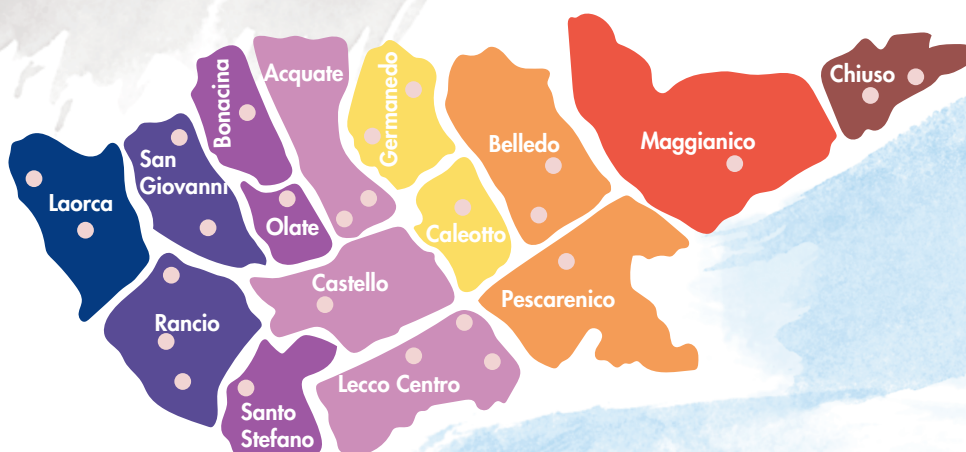 Laorca
San
Giovanni
Bonacina
Acquate
Germanedo
Belledo
Maggianico
Chiuso
Olate
Caleotto
Castello
Pescarenico
Rancio
Lecco Centro
Santo
Stefano